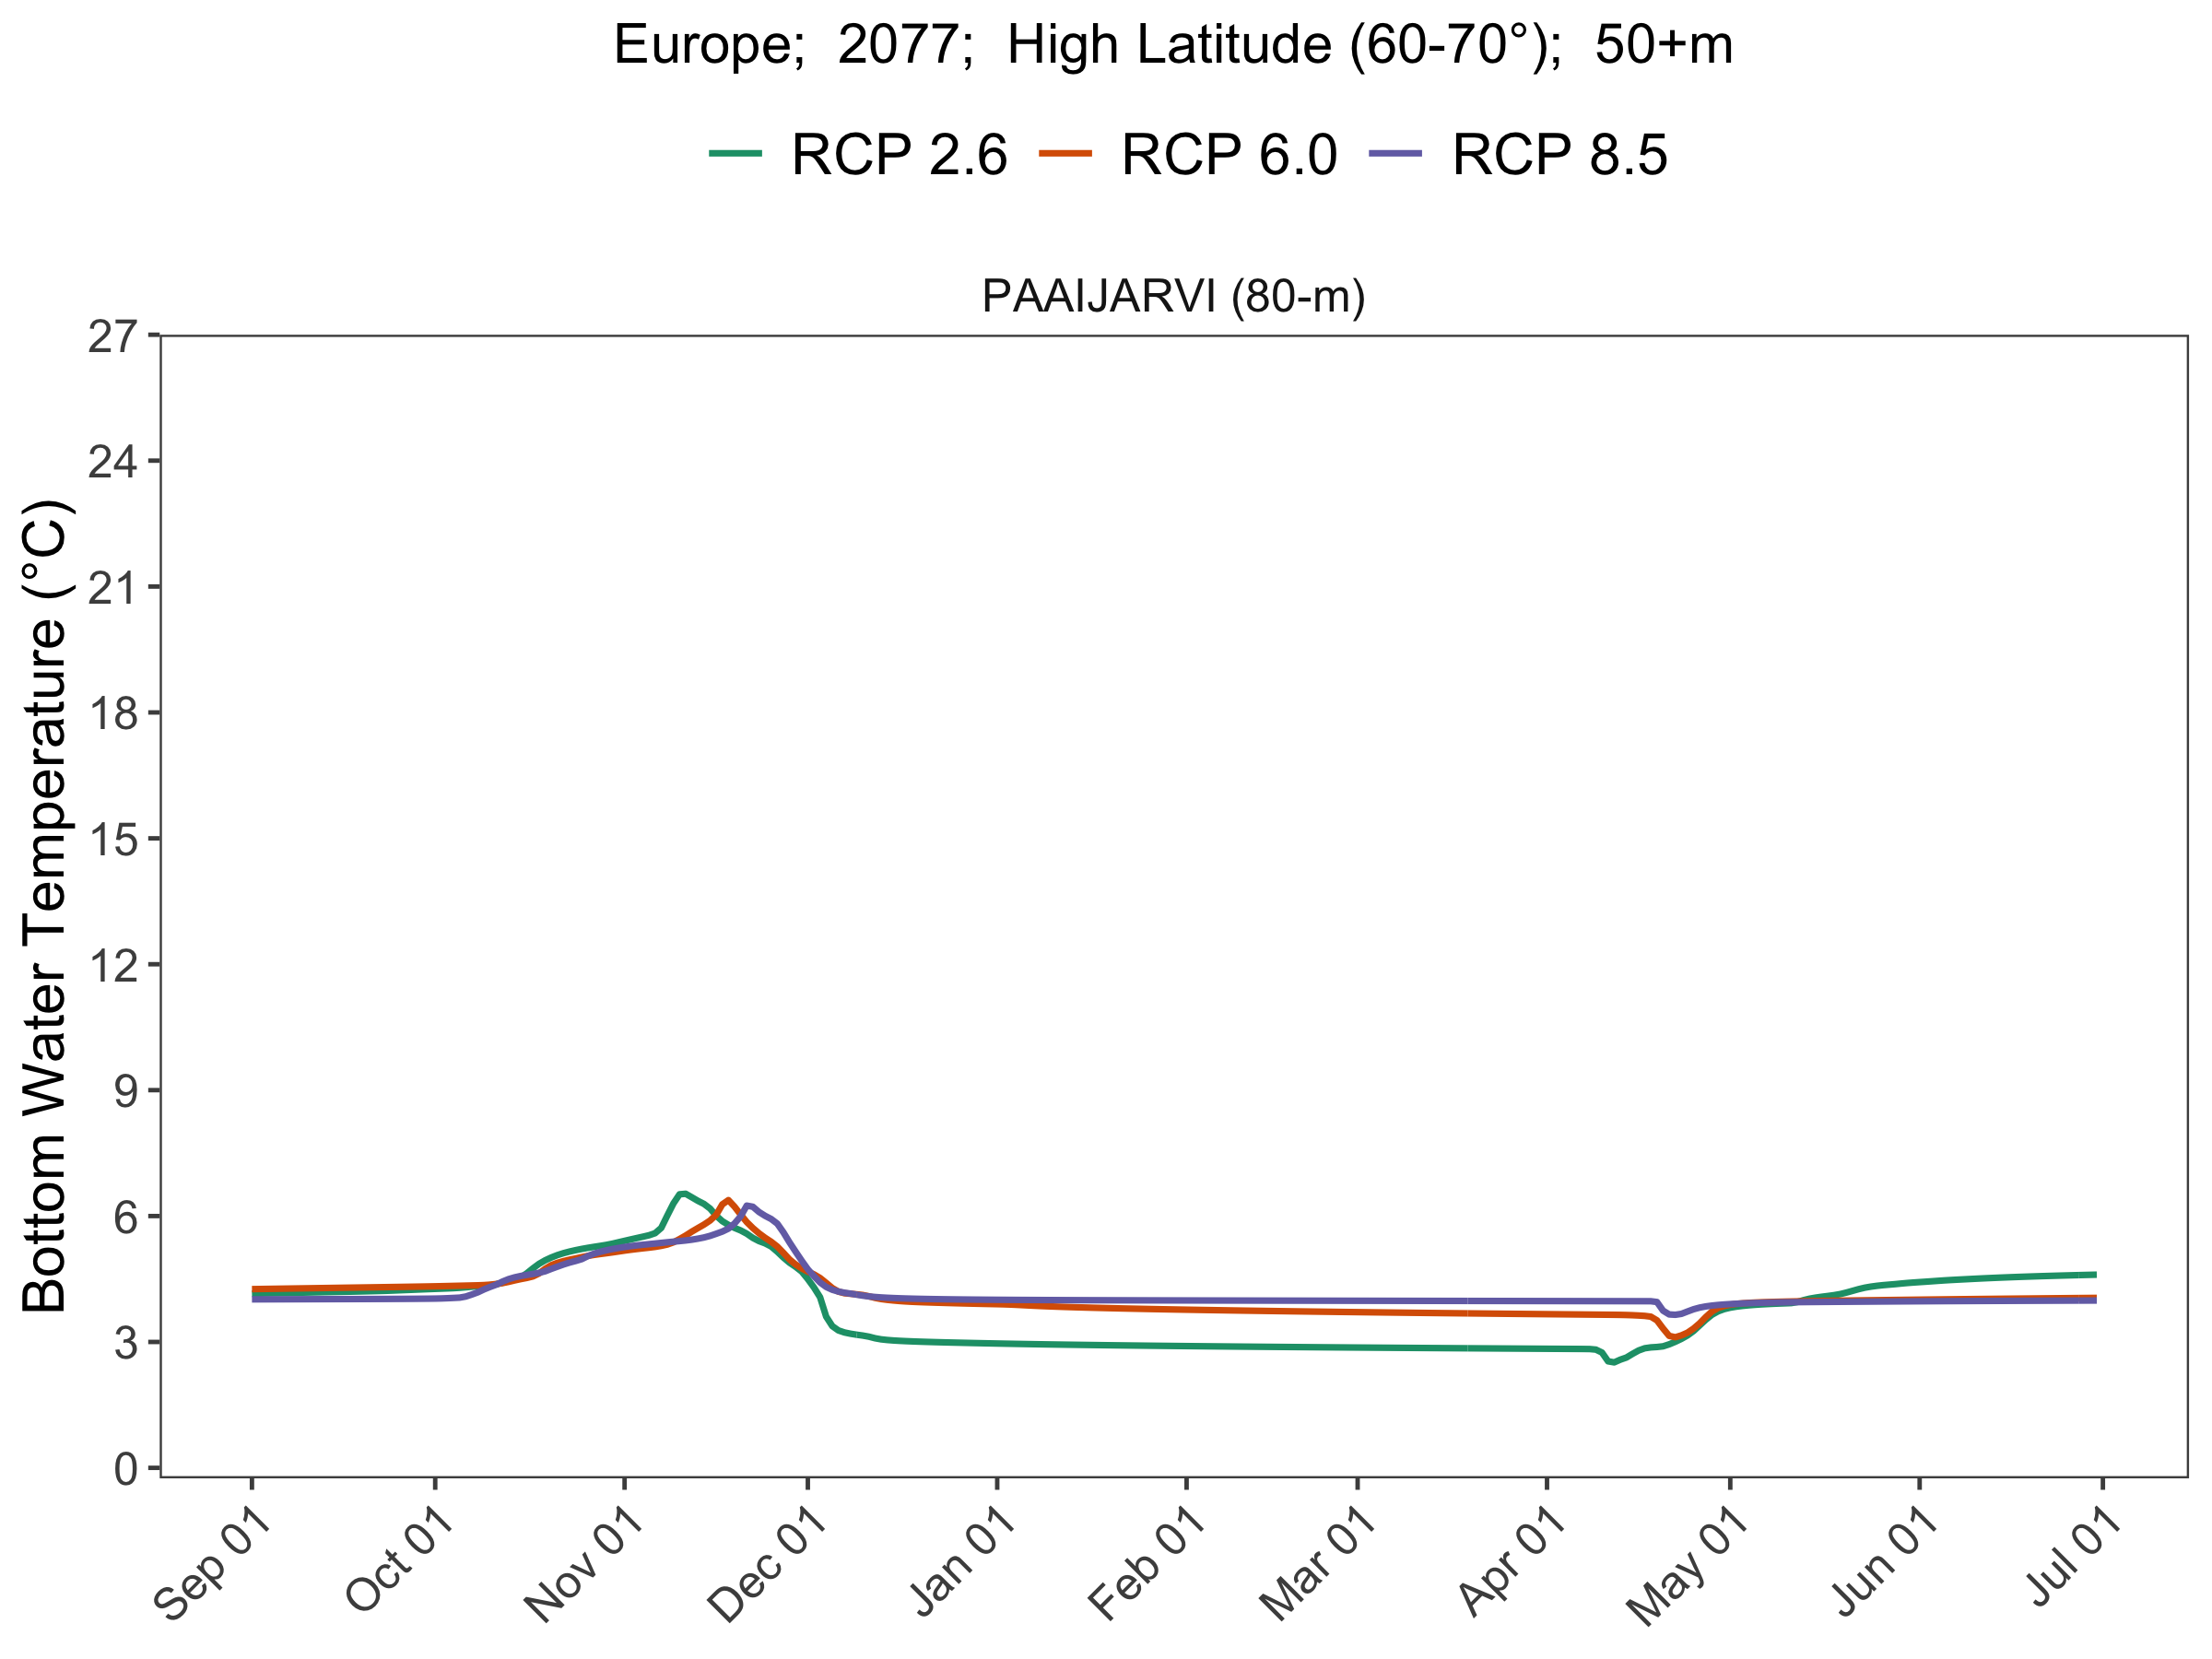 Europe;  2077;  High Latitude (60-70°);  50+m
RCP 2.6 RCP 6.0 RCP 8.5
PAAIJARVI (80-m)
Bottom Water Temperature (°C)
27
24
21
18
15
12
9
6
3
0
Sep 01 Oct 01 Nov 01 Dec 01 Jan 01 Feb 01 Mar 01 Apr 01 May 01 Jun 01 Jul 01